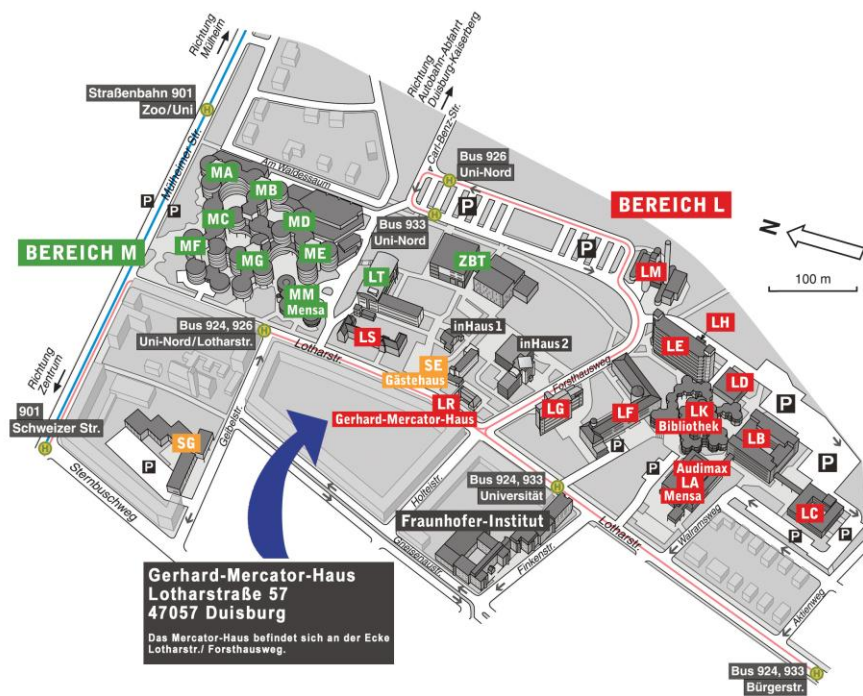 Richtung
Mülheim
Straßenbahn 901
Zoo/Uni
Mülheimer Str.
P
P
BEREICH M
Am Waldessaum
MA
MB
MC
MD
MF
MG
ME
MM
Mensa
Richtung
Autobahn-Abfahrt
Duisburg-Kaiserberg
Carl-Benz-Str.
Bus 926
Uni-Nord
Bus 933
Uni-Nord
P
P
BEREICH L
N
100 m
ZBT
LT
LS
LM
LH
LE
LD
LK
Bibliothek
LB
LC
Audimax
LA
Mensa
LF
LG
inHaus1
inHaus2
Forsthausweg
SE
Gästehaus
LR
Gerhard-Mercator-Haus
Bus 924, 926
Uni-Nord/Lotharstr.
Lotharstr.
Richtung
Zentrum
901
Schweizer Str.
SG
P
Geibelstr.
Sternbuschweg
Holteistr.
Gneisenaustr.
Finkenstr.
Fraunhofer-Institut
Bus 924, 933
Universität
Lotharstr.
P
P
P
P
P
P
Walramsweg
Aktienweg
Bus 924, 933
Bürgerstr.
Gerhard-Mercator-Haus
Lotharstraße 57
47057 Duisburg
Das Mercator-Haus befindet sich an der Ecke
Lotharstr./ Forsthausweg.